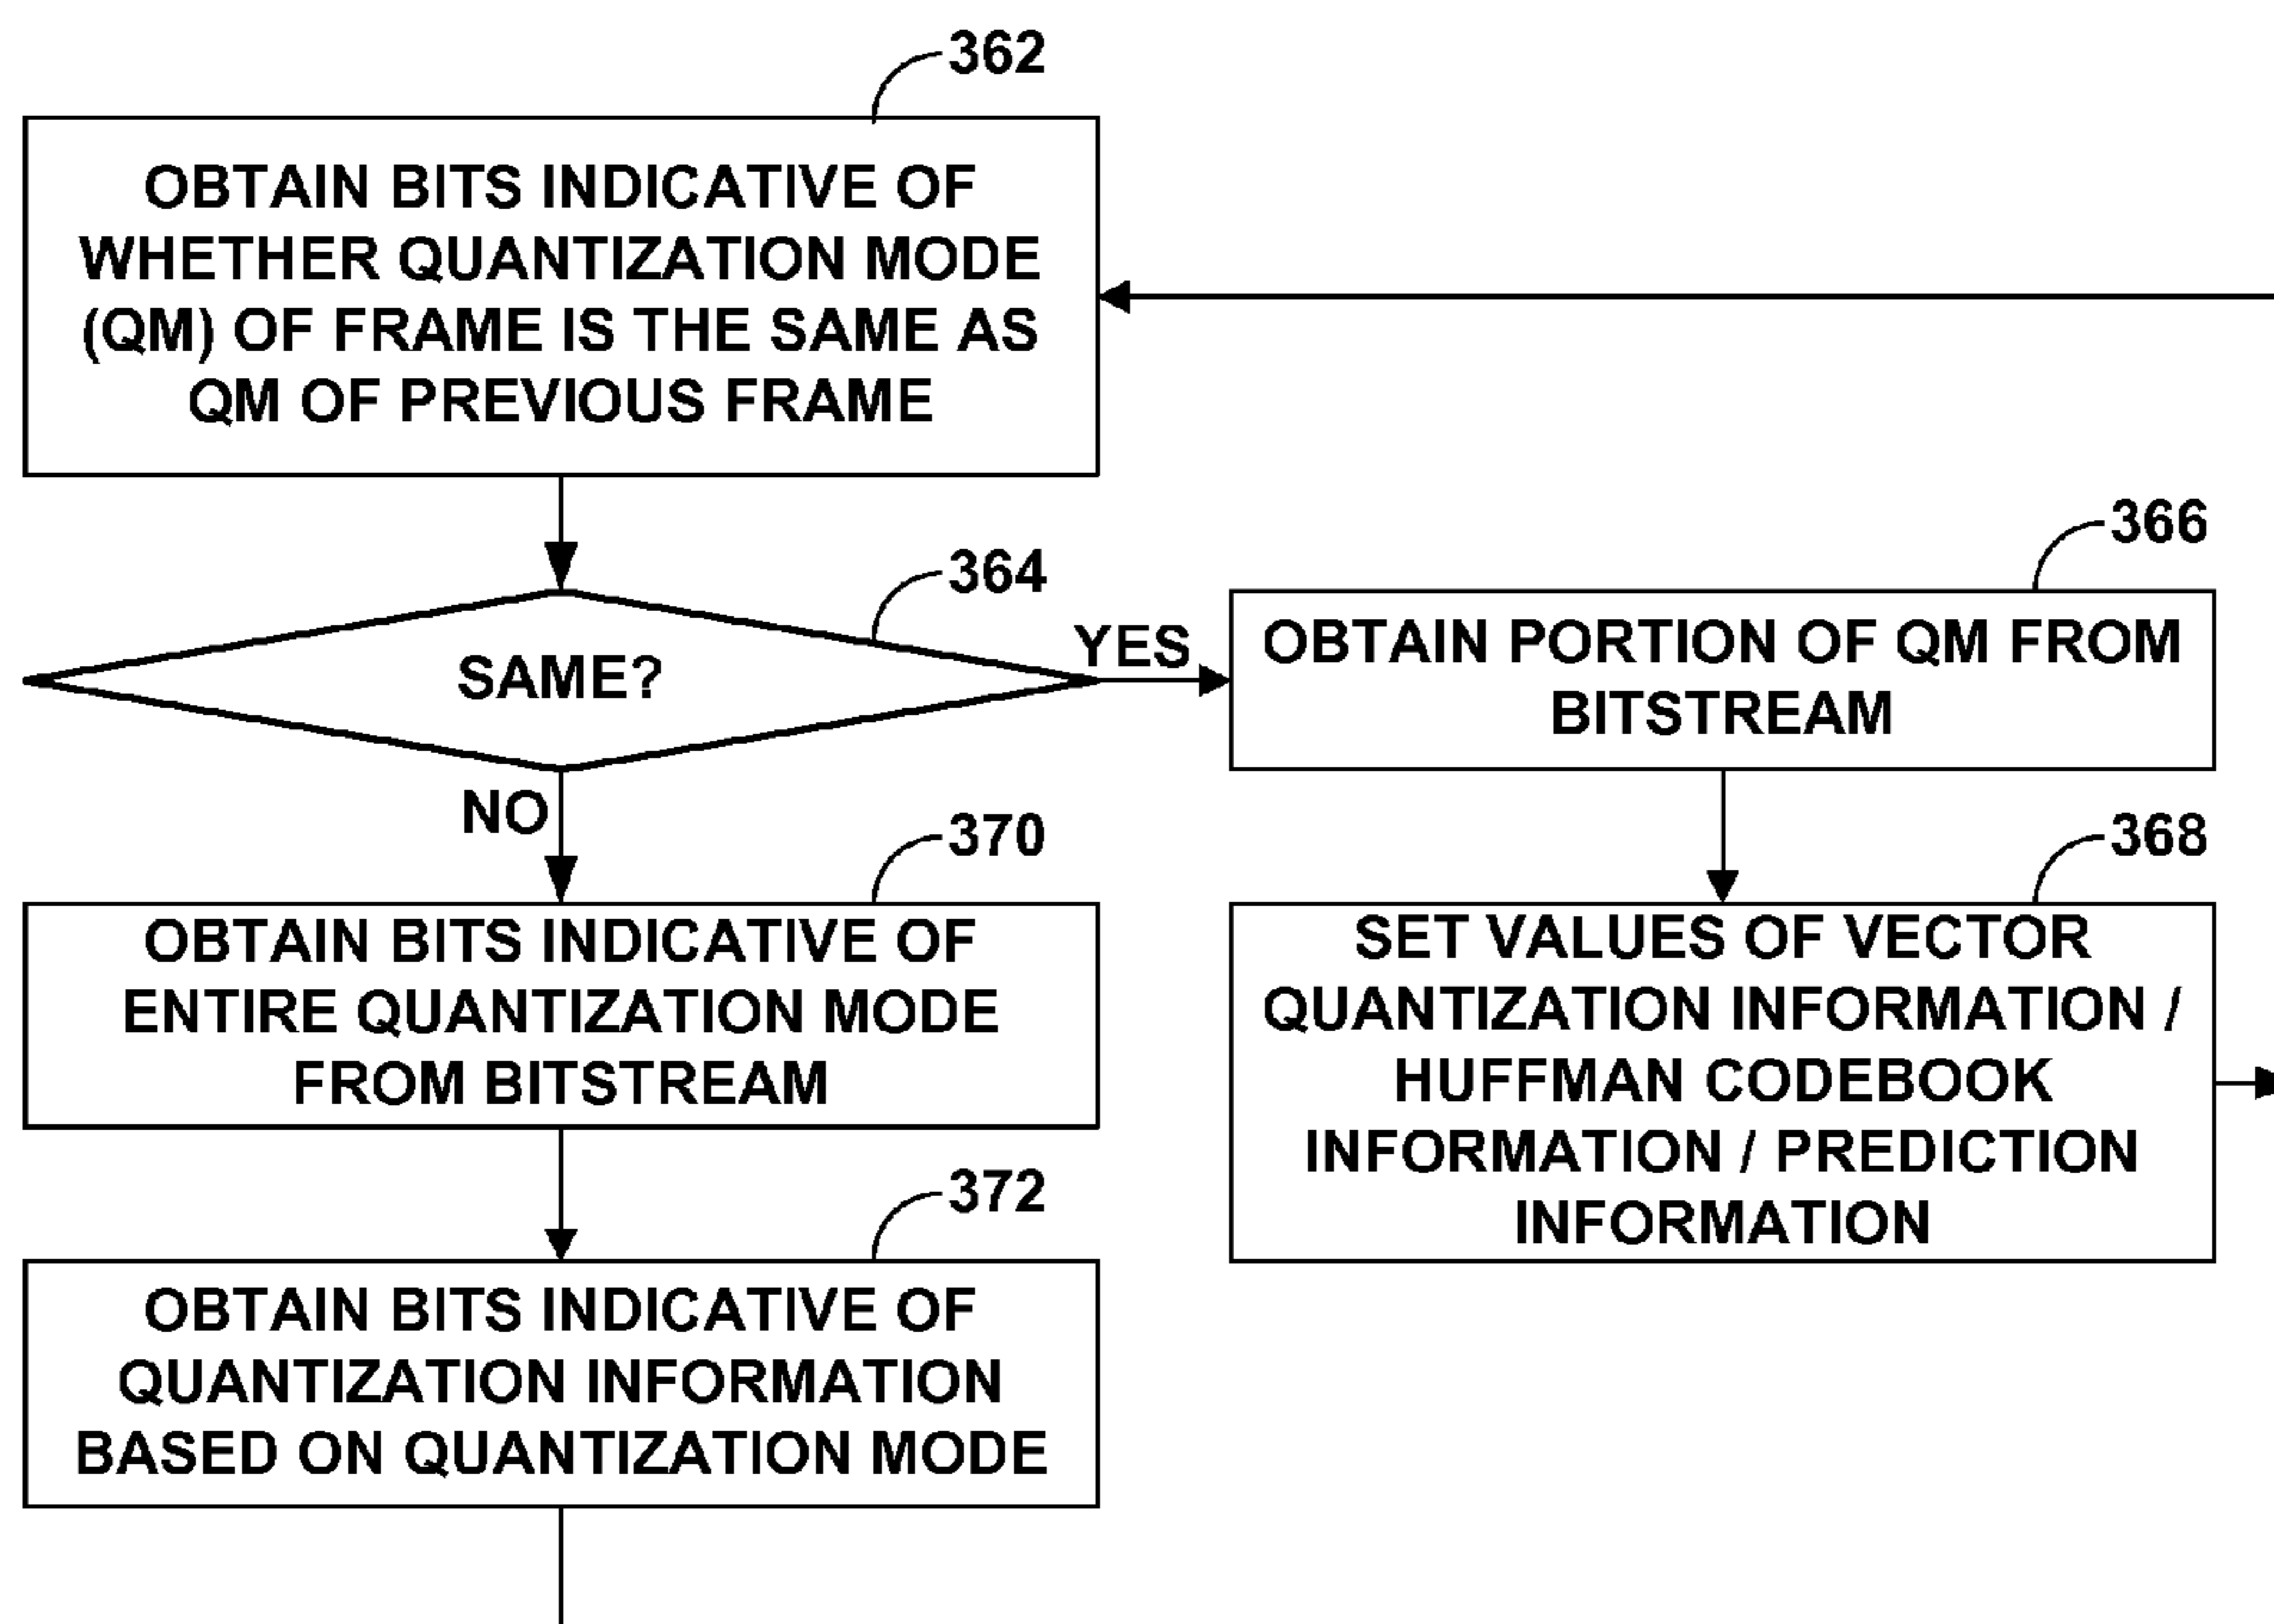 362
OBTAIN BITS INDICATIVE OF
WHETHER QUANTIZATION MODE
(QM) OF FRAME IS THE SAME AS
QM OF PREVIOUS FRAME
364
SAME?
YES
366
OBTAIN PORTION OF QM FROM
BITSTREAM
NO
368
SET VALUES OF VECTOR
QUANTIZATION INFORMATION /
HUFFMAN CODEBOOK
INFORMATION / PREDICTION
INFORMATION
370
OBTAIN BITS INDICATIVE OF
ENTIRE QUANTIZATION MODE
FROM BITSTREAM
372
OBTAIN BITS INDICATIVE OF
QUANTIZATION INFORMATION
BASED ON QUANTIZATION MODE